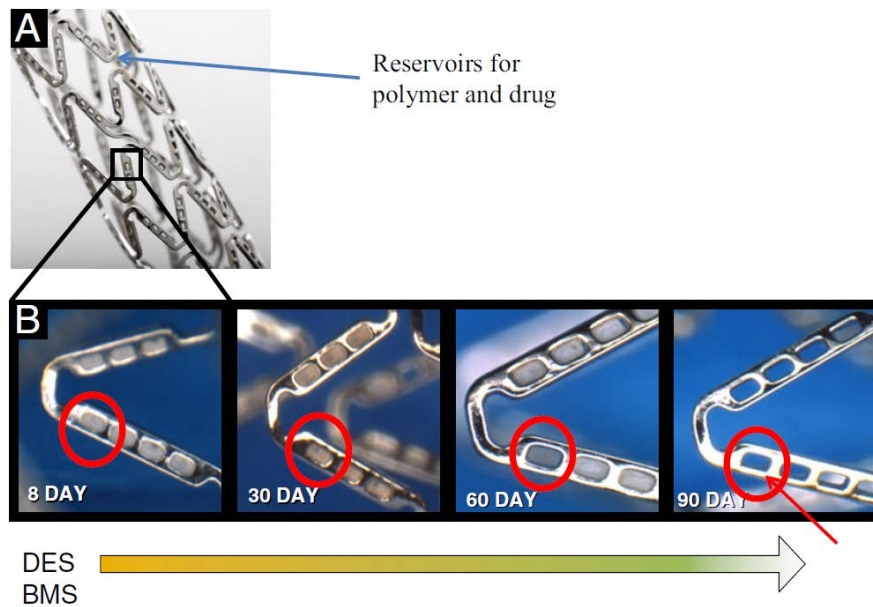 A
Reservoirs for
polymer and drug
B
8 DAY
30 DAY
60 DAY
90 DAY
DES
BMS